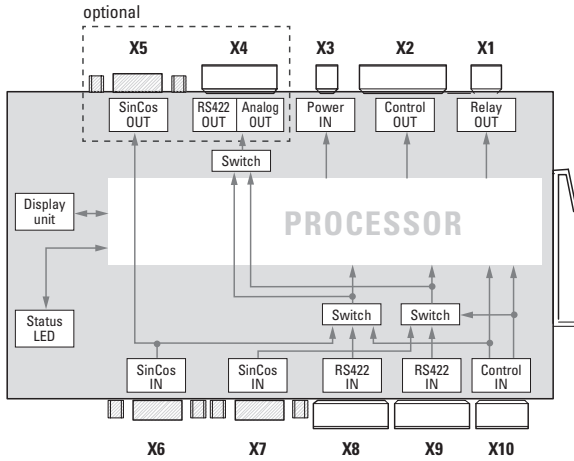 optional
X5 X4 X3 X2 X1
SinCos OUT
RS422 OUT
Analog OUT
Power IN
Control OUT
Relay OUT
Switch
Display unit
PROCESSOR
Status LED
Switch
Switch
SinCos IN
SinCos IN
RS422 IN
RS422 IN
Control IN
X6 X7 X8 X9 X10